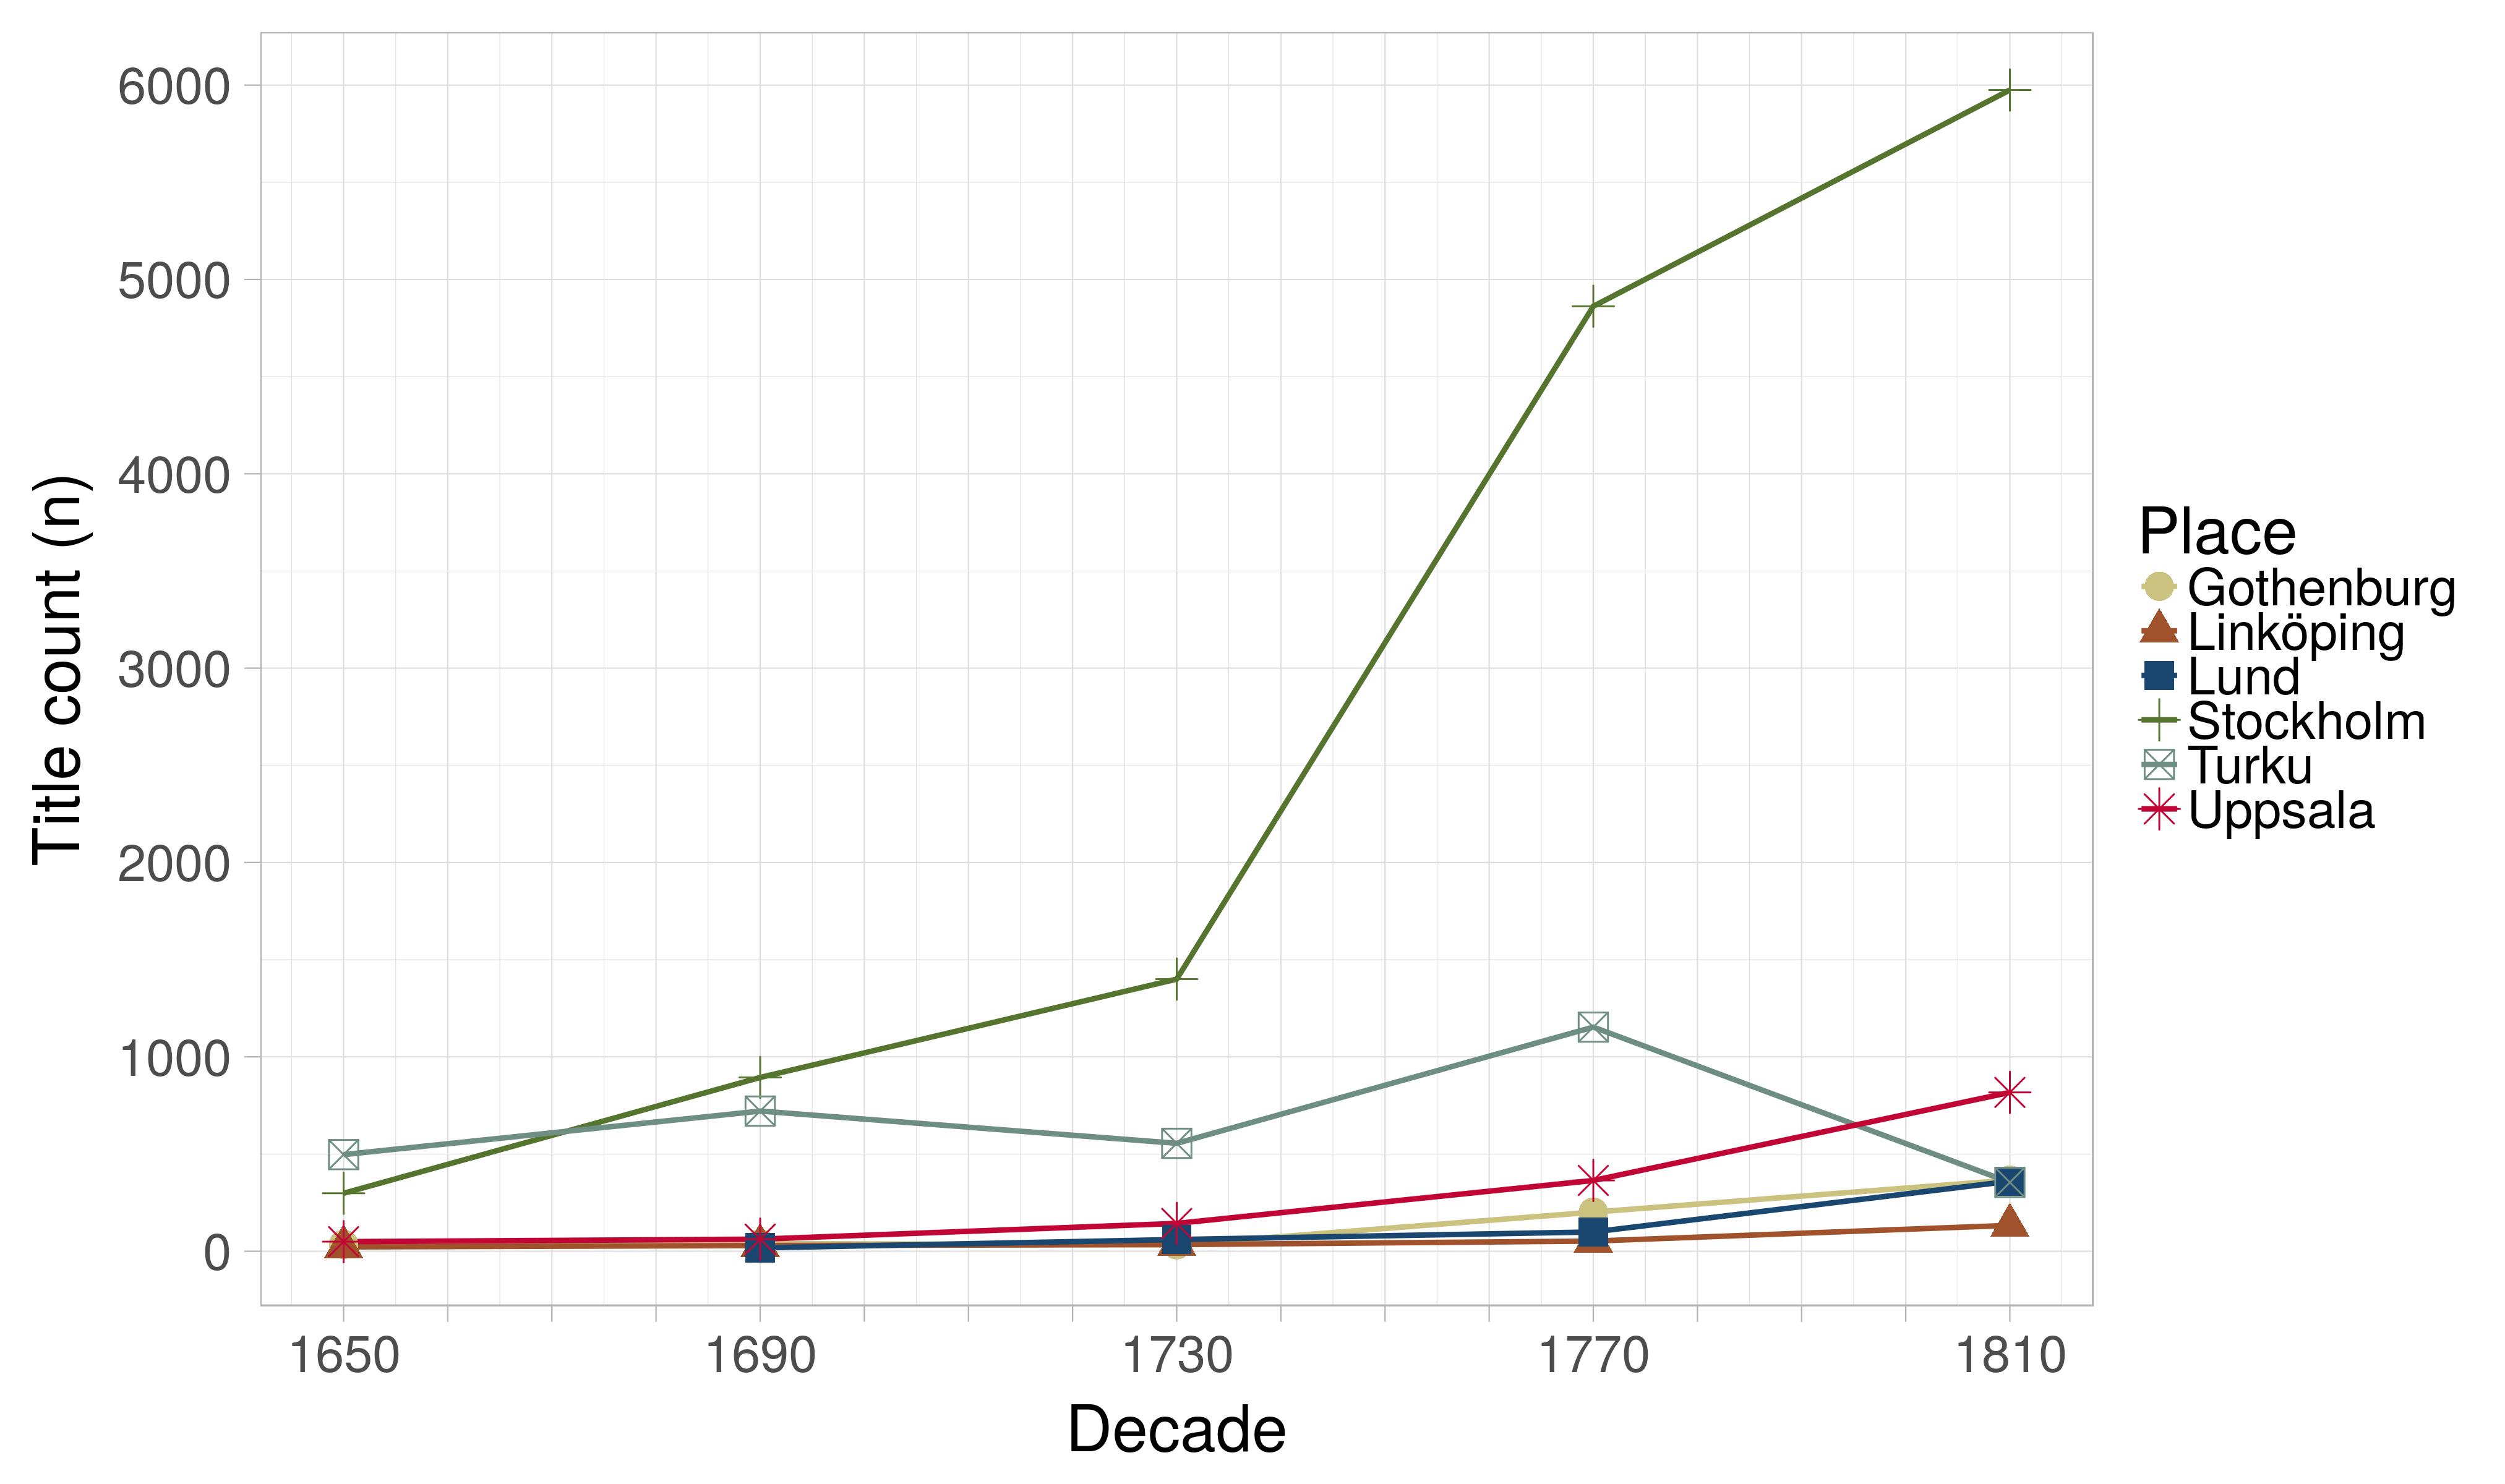 Title count (n)
6000
5000
4000
3000
2000
1000
0
1650 1690 1730 1770 1810
Decade
Place
Gothenburg
Linköping
Lund
Stockholm
Turku
Uppsala